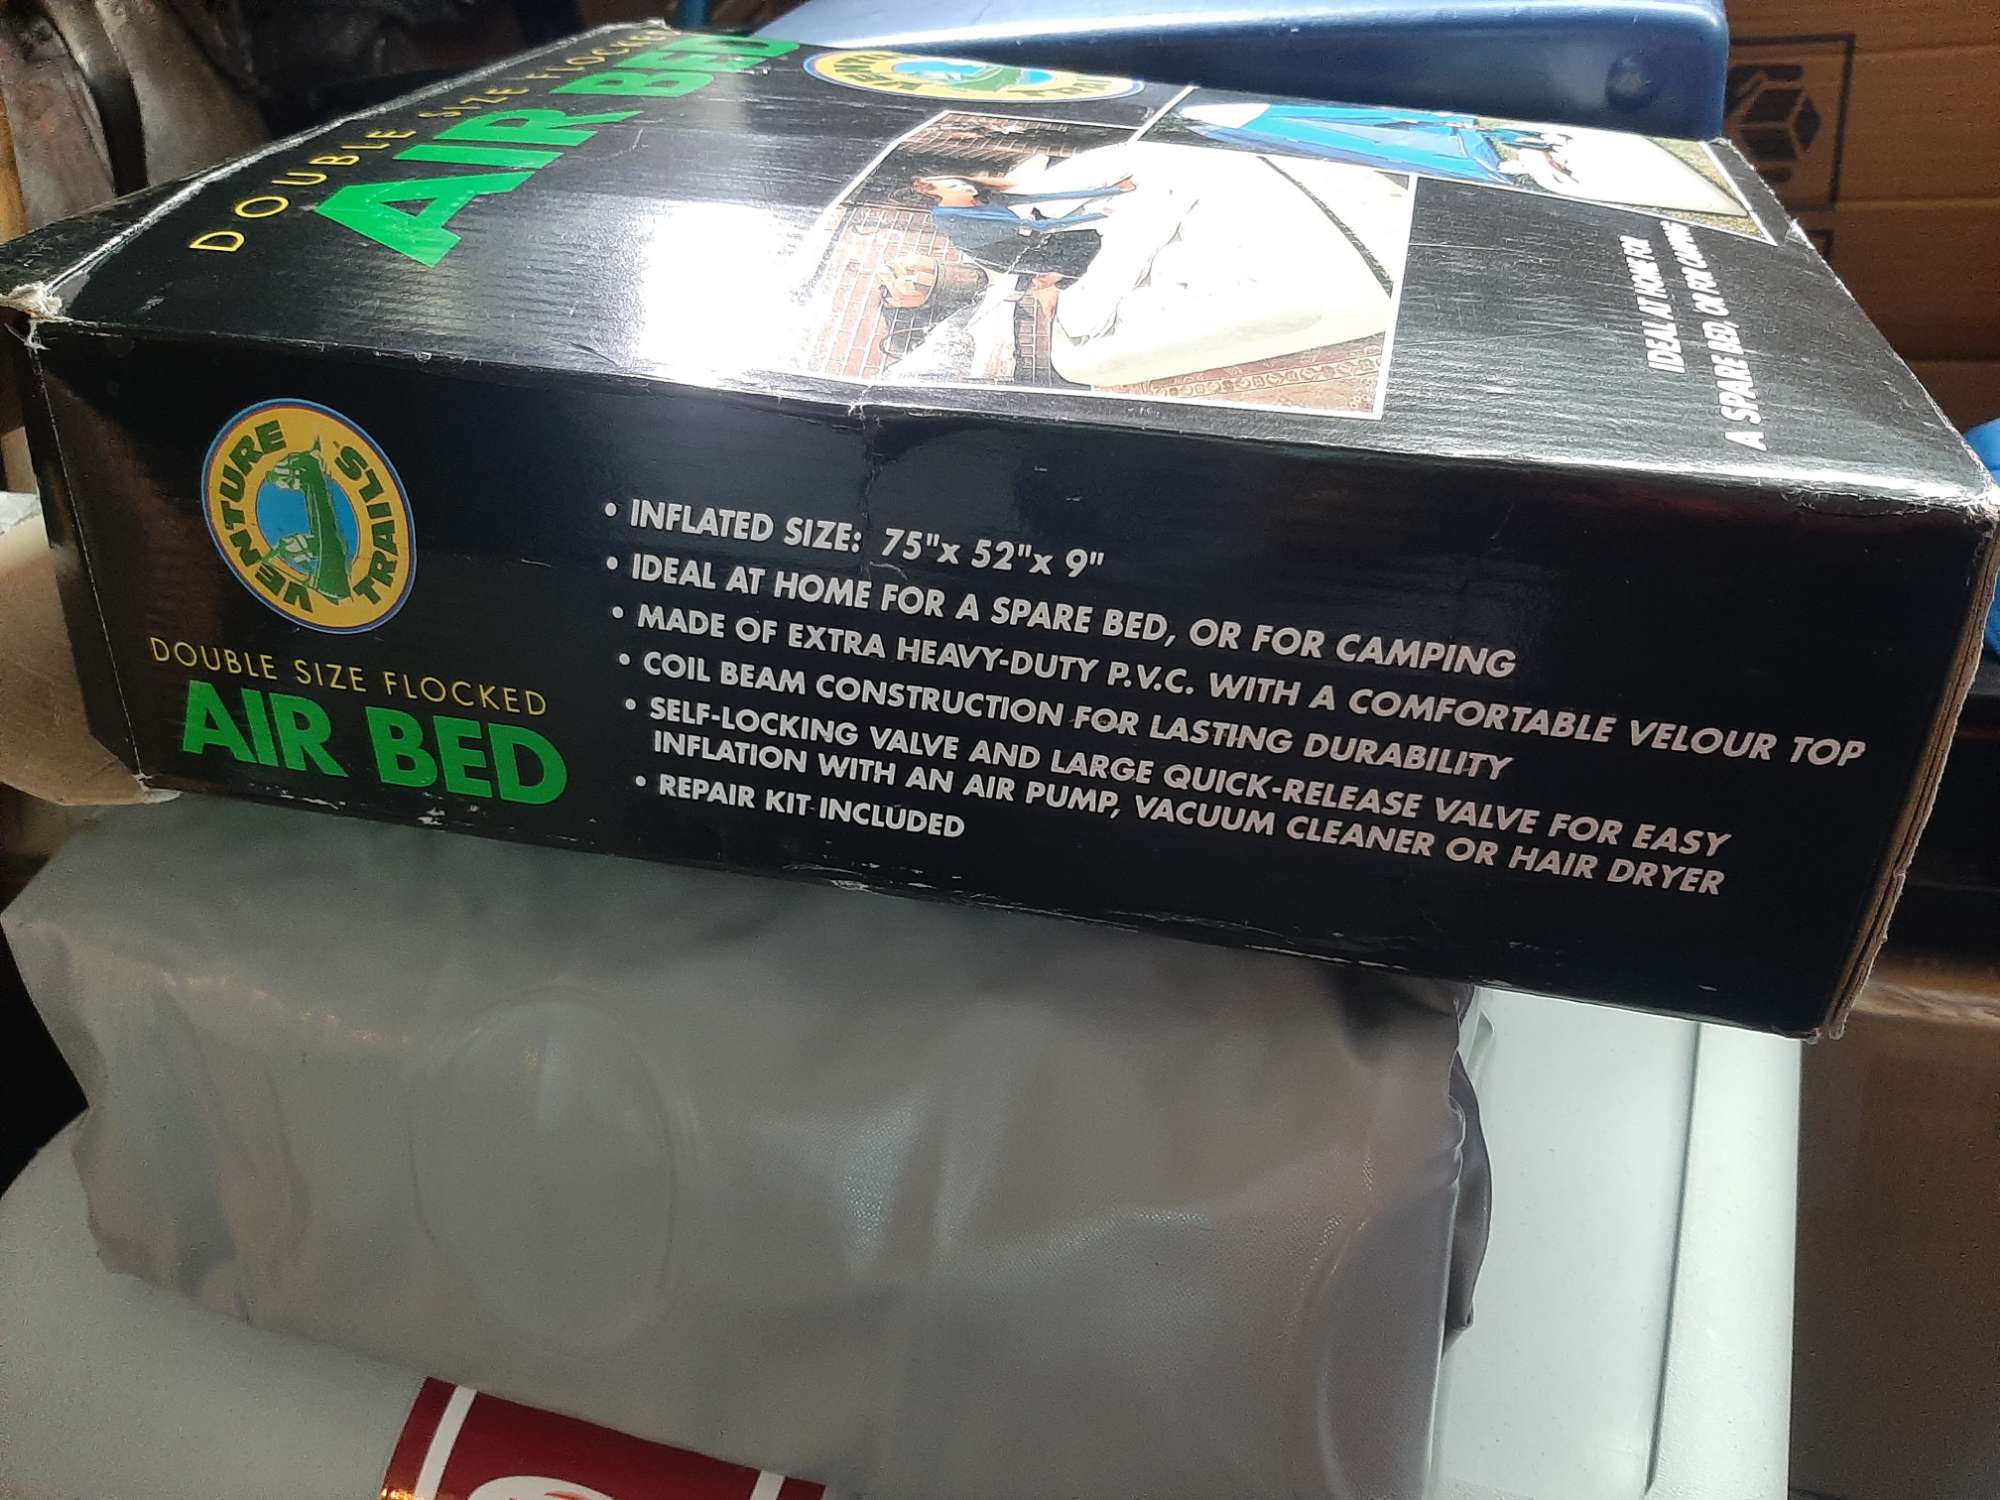 DOUBLE SIZE FLOCKED
AIR BED
VENTURE TRAILS
IDEAL AT HOME FOR
A SPARE BED, OR FOR CAMPING
VENTURE TRAILS
DOUBLE SIZE FLOCKED
AIR BED
• INFLATED SIZE: 75"x 52"x 9"
• IDEAL AT HOME FOR A SPARE BED, OR FOR CAMPING
• MADE OF EXTRA HEAVY-DUTY P.V.C. WITH A COMFORTABLE VELOUR TOP
• COIL BEAM CONSTRUCTION FOR LASTING DURABILITY
• SELF-LOCKING VALVE AND LARGE QUICK-RELEASE VALVE FOR EASY
INFLATION WITH AN AIR PUMP, VACUUM CLEANER OR HAIR DRYER
• REPAIR KIT INCLUDED